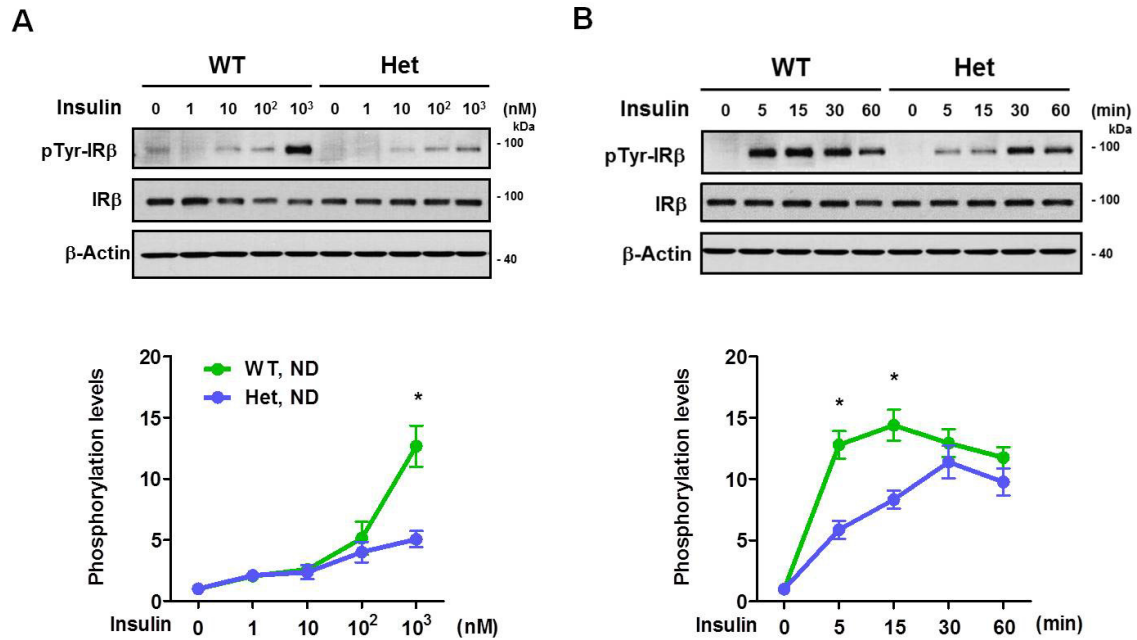 A
WT Het
Insulin 0 1 10 10² 10³ 0 1 10 10² 10³ (nM)
kDa
pTyr-IRβ - 100
IRβ - 100
β-Actin - 40
20
15
10
5
0
Phosphorylation levels
WT, ND
Het, ND
*
Insulin 0 1 10 10² 10³ (nM)
B
WT Het
Insulin 0 5 15 30 60 0 5 15 30 60 (min)
kDa
pTyr-IRβ - 100
IRβ - 100
β-Actin - 40
20
15
10
5
0
Phosphorylation levels
* *
Insulin 0 5 15 30 60 (min)